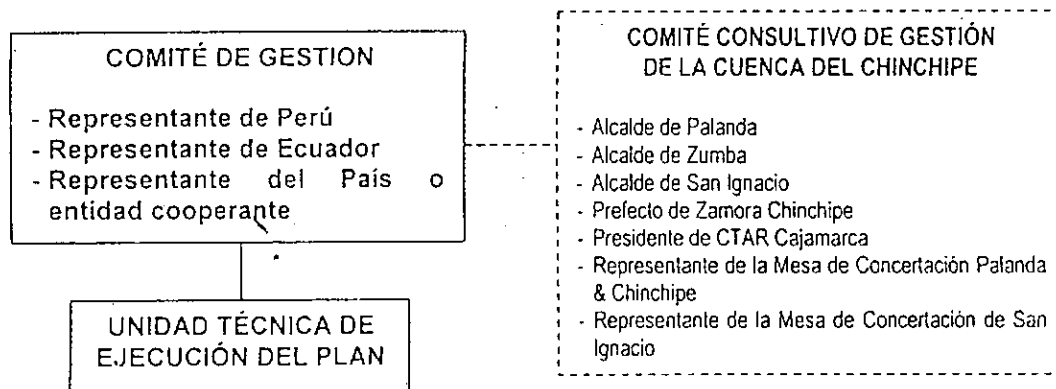 COMITÉ DE GESTION
- Representante de Perú
- Representante de Ecuador
- Representante del País o
entidad cooperante
UNIDAD TÉCNICA DE
EJECUCIÓN DEL PLAN
COMITÉ CONSULTIVO DE GESTIÓN
DE LA CUENCA DEL CHINCHIPE
- Alcalde de Palanda
- Alcalde de Zumba
- Alcalde de San Ignacio
- Prefecto de Zamora Chinchipe
- Presidente de CTAR Cajamarca
- Representante de la Mesa de Concertación Palanda
& Chinchipe
- Representante de la Mesa de Concertación de San
Ignacio